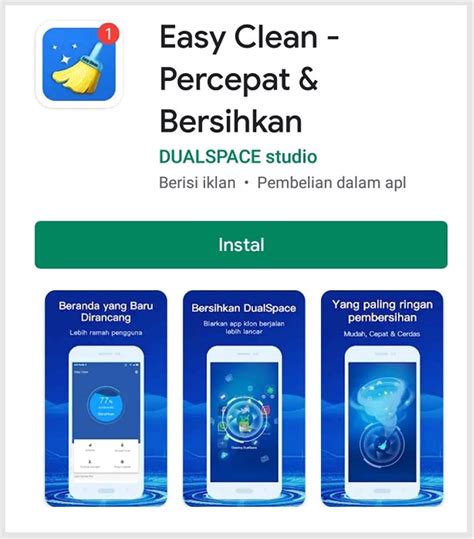 1
Easy Clean -
Percepat &
Bersihkan
DUALSPACE studio
Berisi iklan • Pembelian dalam apl
Instal
Beranda yang Baru
Dirancang
Lebih ramah pengguna
77%
Bersihkan DualSpace
Biarkan app klon berjalan
lebih lancar
Yang paling ringan
pembersihan
Mudah, Cepat & Cerdas